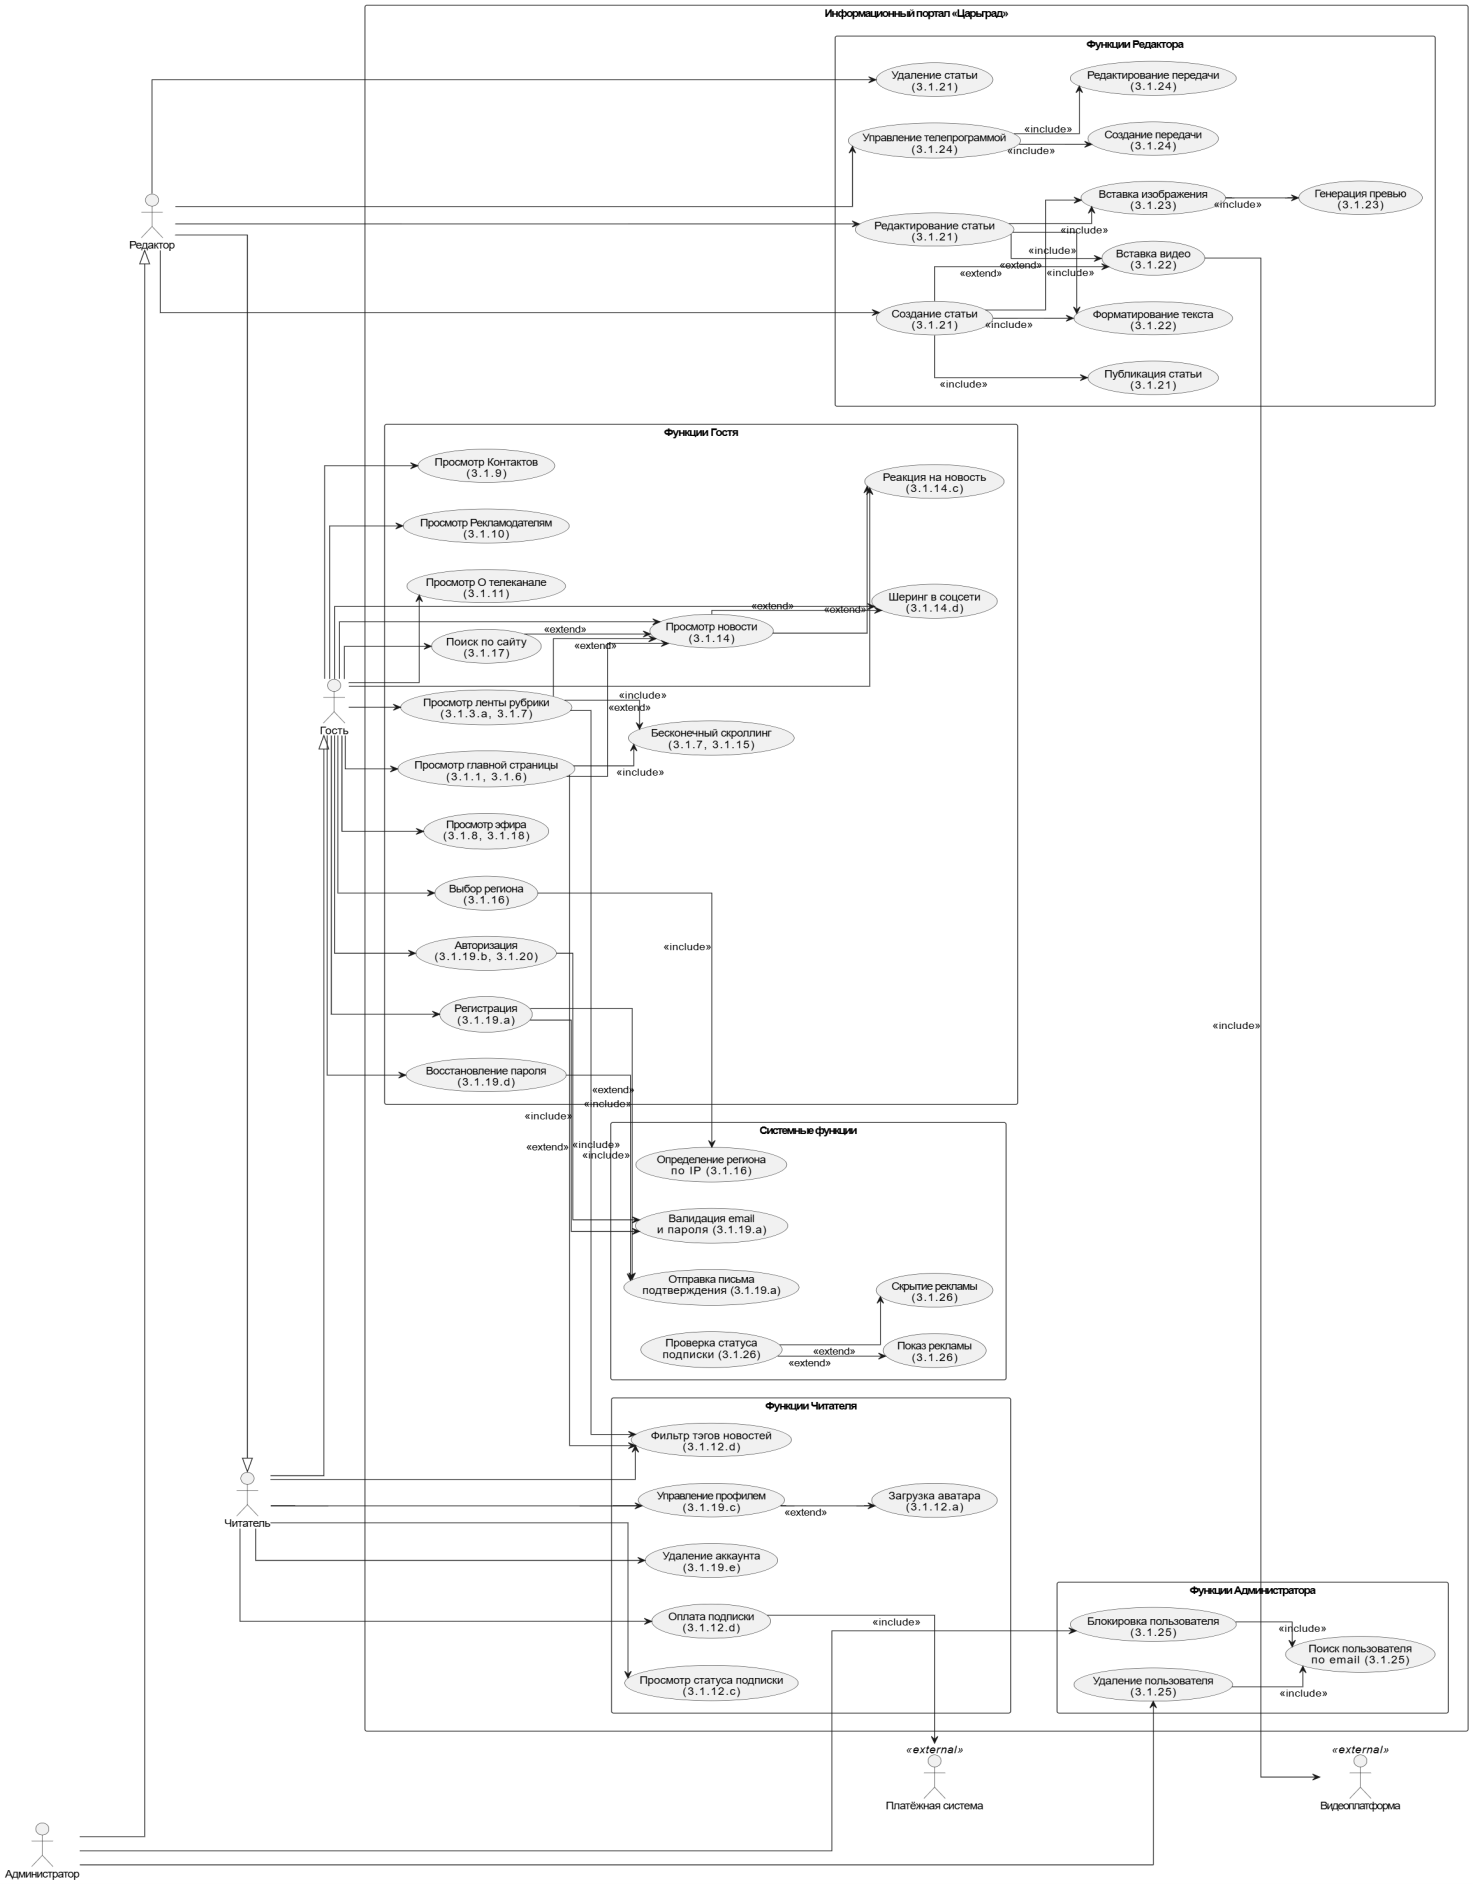 Информационный портал «Царьград»
Функции Редактора
Удаление статьи
(3.1.21)
Редактирование передачи
(3.1.24)
«include»
Управление телепрограммой
(3.1.24)
«include»
Создание передачи
(3.1.24)
Вставка изображения
(3.1.23)
«include»
Генерация превью
(3.1.23)
Редактор
Редактирование статьи
(3.1.21)
«include»
«include»
Вставка видео
(3.1.22)
«extend»
«extend»
«include»
Создание статьи
(3.1.21)
«include»
Форматирование текста
(3.1.22)
Публикация статьи
(3.1.21)
«include»
Функции Гостя
Просмотр Контактов
(3.1.9)
Реакция на новость
(3.1.14.c)
Просмотр Рекламодателям
(3.1.10)
Просмотр О телеканале
(3.1.11)
Шеринг в соцсети
(3.1.14.d)
«extend»
«extend»
Просмотр новости
(3.1.14)
«extend»
Поиск по сайту
(3.1.17)
«extend»
Гость
Просмотр ленты рубрики
(3.1.3.a, 3.1.7)
«include»
«extend»
Бесконечный скроллинг
(3.1.7, 3.1.15)
Просмотр главной страницы
(3.1.1, 3.1.6)
«include»
Просмотр эфира
(3.1.8, 3.1.18)
Выбор региона
(3.1.16)
Авторизация
(3.1.19.b, 3.1.20)
«include»
Регистрация
(3.1.19.a)
«include»
Восстановление пароля
(3.1.19.d)
«extend»
«include»
«include»
«extend»
«include»
«include»
Системные функции
Определение региона
по IP (3.1.16)
Валидация email
и пароля (3.1.19.a)
Отправка письма
подтверждения (3.1.19.a)
Скрытие рекламы
(3.1.26)
Проверка статуса
подписки (3.1.26)
«extend»
«extend»
Показ рекламы
(3.1.26)
Функции Читателя
Фильтр тэгов новостей
(3.1.12.d)
Читатель
Управление профилем
(3.1.19.c)
«extend»
Загрузка аватара
(3.1.12.a)
Удаление аккаунта
(3.1.19.e)
Оплата подписки
(3.1.12.d)
«include»
Просмотр статуса подписки
(3.1.12.c)
Функции Администратора
Блокировка пользователя
(3.1.25)
«include»
Поиск пользователя
по email (3.1.25)
Удаление пользователя
(3.1.25)
«include»
«external»
Платёжная система
«external»
Видеоплатформа
Администратор